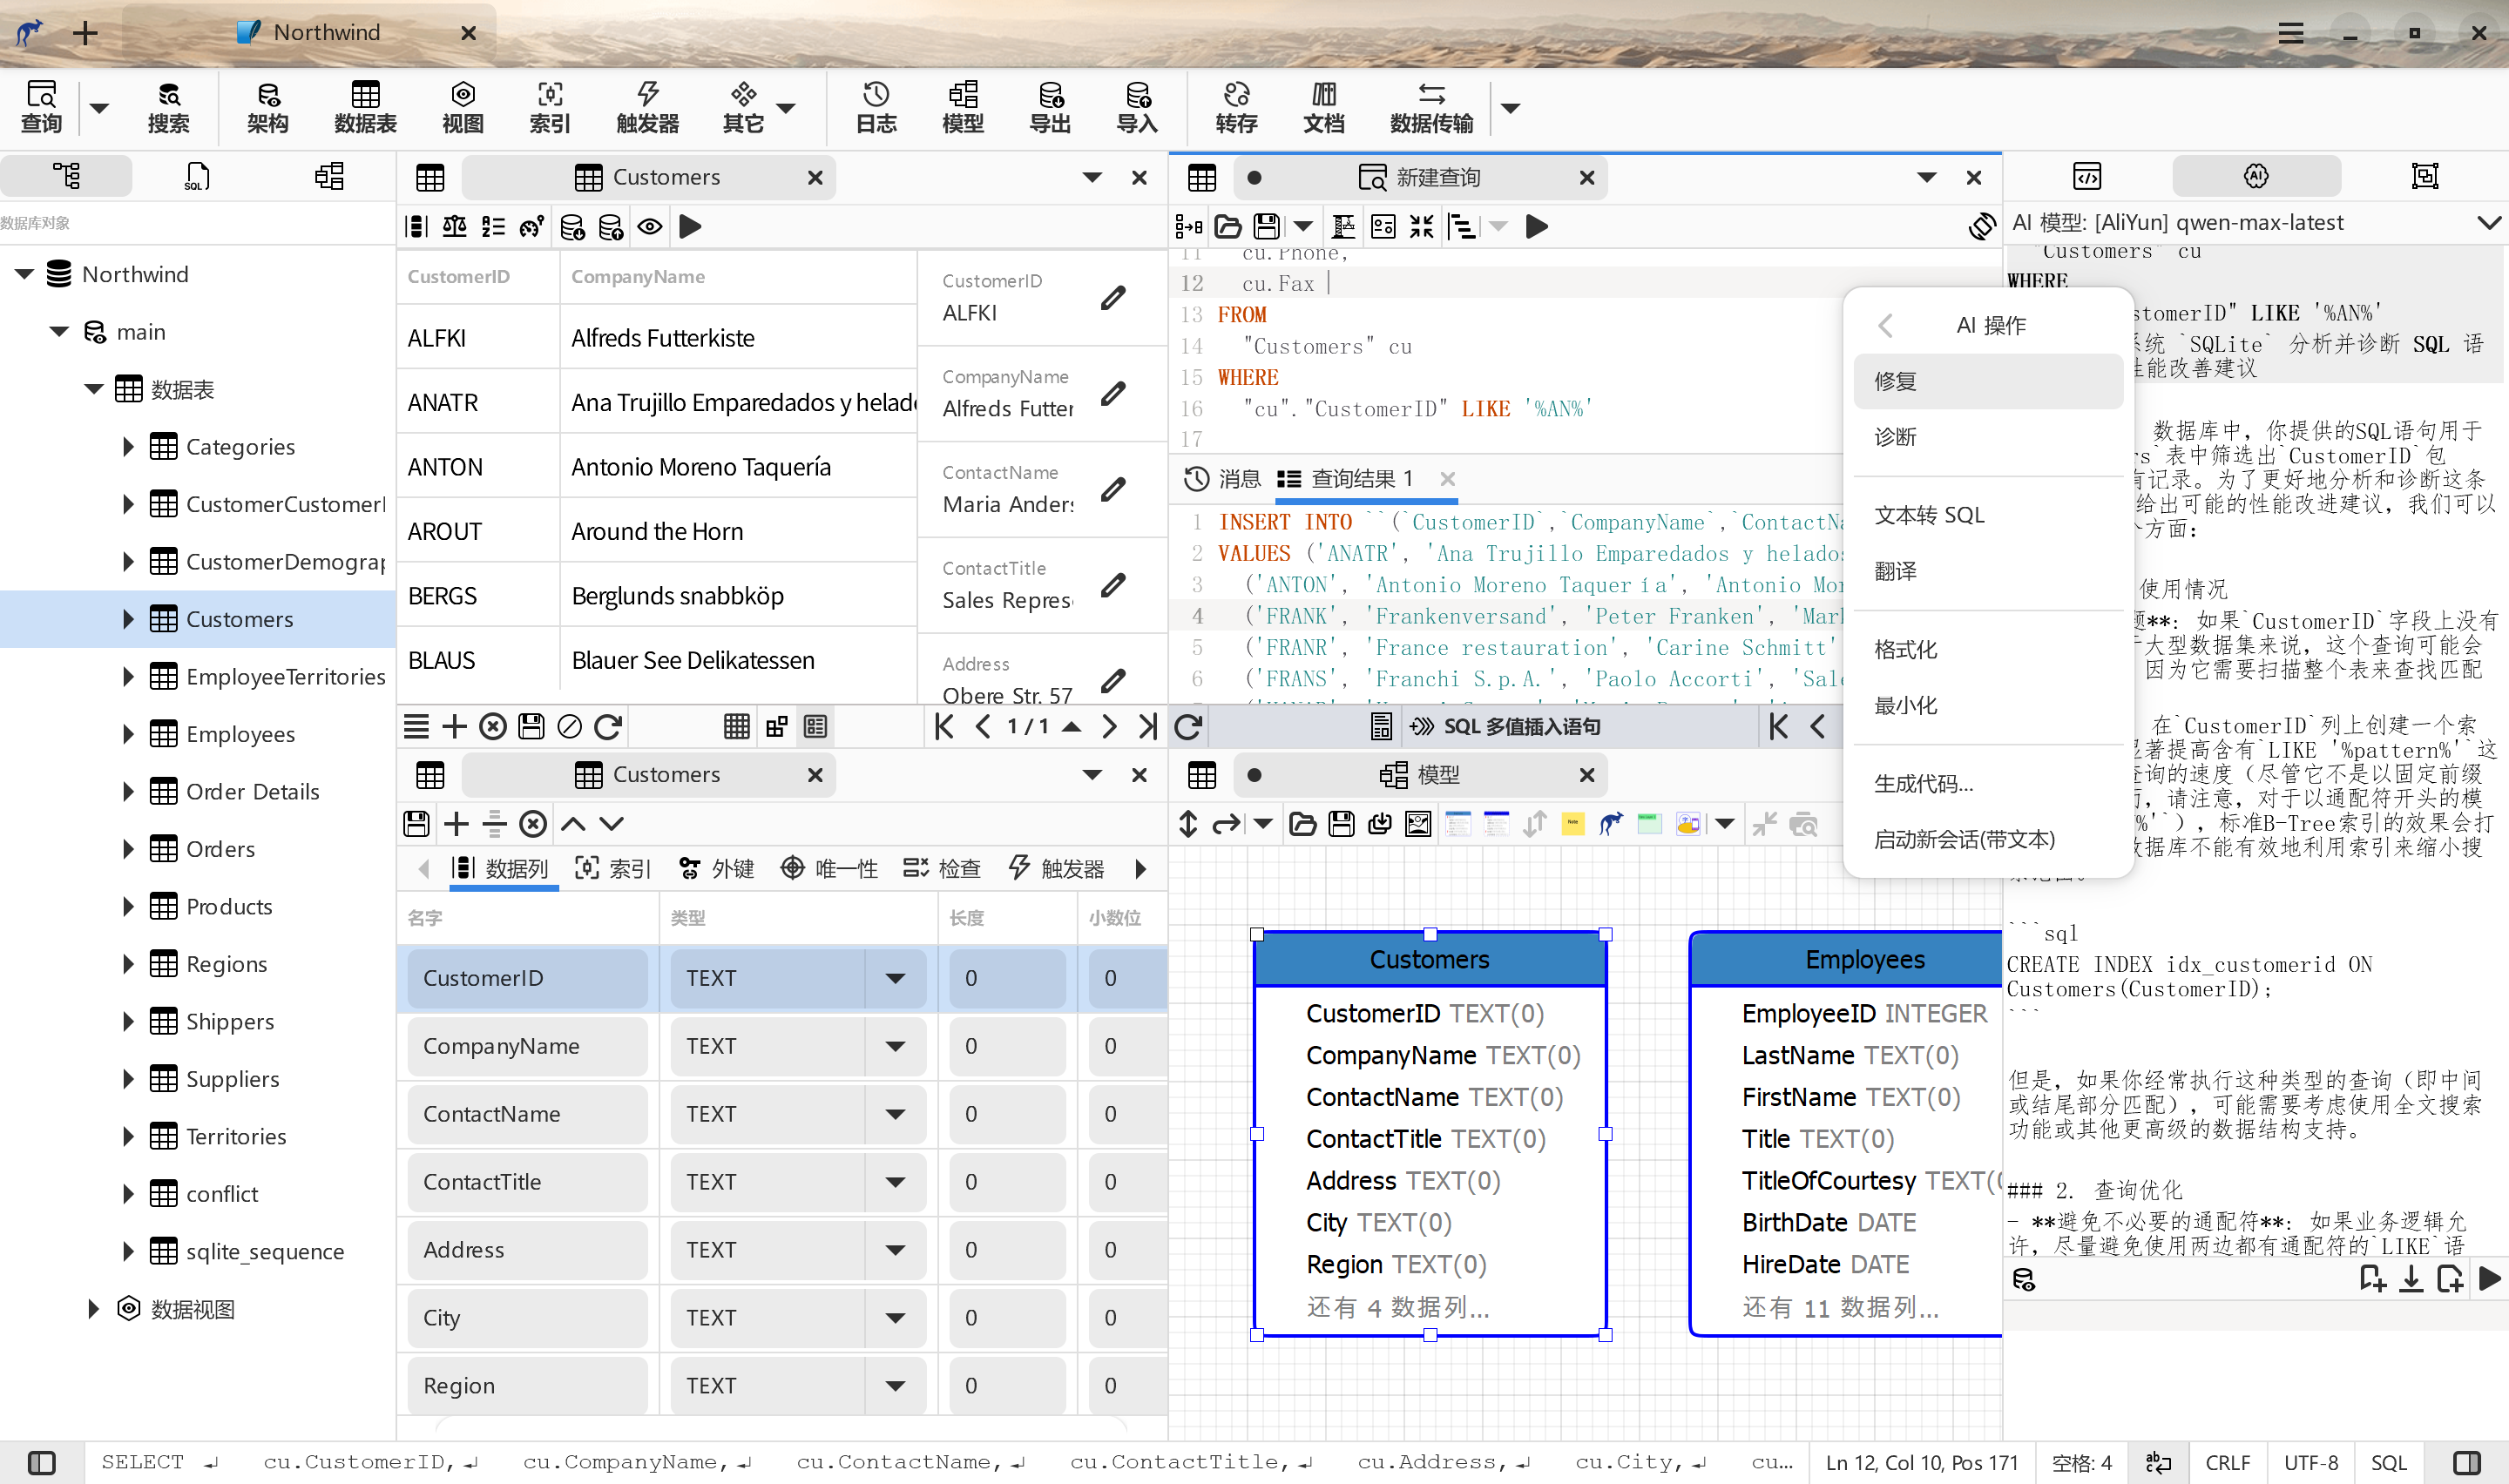 Northwind
查询
搜索
架构
数据表
视图
索引
触发器
其它
日志
模型
导出
导入
转存
文档
数据传输
数据库对象
Northwind
main
数据表
Categories
CustomerCustomer
CustomerDemogra
Customers
EmployeeTerritories
Employees
Order Details
Orders
Products
Regions
Shippers
Suppliers
Territories
conflict
sqlite_sequence
数据视图
Customers
CustomerID CompanyName
ALFKI Alfreds Futterkiste
ANATR Ana Trujillo Emparedados y helad
ANTON Antonio Moreno Taquería
AROUT Around the Horn
BERGS Berglunds snabbköp
BLAUS Blauer See Delikatessen
CustomerID
ALFKI
CompanyName
Alfreds Futter
ContactName
Maria Anders
ContactTitle
Sales Repres
Address
Obere Str. 57
1 / 1
Customers
数据列 索引 外键 唯一性 检查 触发器
名字 类型 长度 小数位
CustomerID TEXT 0 0
CompanyName TEXT 0 0
ContactName TEXT 0 0
ContactTitle TEXT 0 0
Address TEXT 0 0
City TEXT 0 0
Region TEXT 0 0
新建查询
11 cu.Phone,
12 cu.Fax
13 FROM
14 "Customers" cu
15 WHERE
16 "cu"."CustomerID" LIKE '%AN%'
17
消息 查询结果 1
1 INSERT INTO ``(`CustomerID`,`CompanyName`,`ContactNa
2 VALUES ('ANATR', 'Ana Trujillo Emparedados y helados
3 ('ANTON', 'Antonio Moreno Taquería', 'Antonio Mor
4 ('FRANK', 'Frankenversand', 'Peter Franken', 'Mark
5 ('FRANR', 'France restauration', 'Carine Schmitt'
6 ('FRANS', 'Franchi S.p.A.', 'Paolo Accorti', 'Sale
SQL 多值插入语句
模型
Note
Customers
CustomerID TEXT(0)
CompanyName TEXT(0)
ContactName TEXT(0)
ContactTitle TEXT(0)
Address TEXT(0)
City TEXT(0)
Region TEXT(0)
还有 4 数据列...
Employees
EmployeeID INTEGER
LastName TEXT(0)
FirstName TEXT(0)
Title TEXT(0)
TitleOfCourtesy TEXT(
BirthDate DATE
HireDate DATE
还有 11 数据列...
AI 操作
修复
诊断
文本转 SQL
翻译
格式化
最小化
生成代码...
启动新会话(带文本)
AI
AI 模型: [AliYun] qwen-max-latest
"Customers" cu
WHERE
stomerID" LIKE '%AN%'
系统 `SQLite` 分析并诊断 SQL 语
性能改善建议
数据库中，你提供的SQL语句用于
rs`表中筛选出`CustomerID`包
有记录。为了更好地分析和诊断这条
给出可能的性能改进建议，我们可以
个方面：
使用情况
题**：如果`CustomerID`字段上没有
于大型数据集来说，这个查询可能会
因为它需要扫描整个表来查找匹配
在`CustomerID`列上创建一个索
显著提高含有`LIKE '%pattern%'`这
查询的速度（尽管它不是以固定前缀
，请注意，对于以通配符开头的模
%'`），标准B-Tree索引的效果会打
数据库不能有效地利用索引来缩小搜
```sql
CREATE INDEX idx_customerid ON
Customers(CustomerID);
```
但是，如果你经常执行这种类型的查询（即中间
或结尾部分匹配），可能需要考虑使用全文搜索
功能或其他更高级的数据结构支持。
### 2. 查询优化
- **避免不必要的通配符**：如果业务逻辑允
许，尽量避免使用两边都有通配符的`LIKE`语
SELECT ↲ cu.CustomerID,↲ cu.CompanyName,↲ cu.ContactName,↲ cu.ContactTitle,↲ cu.Address,↲ cu.City,↲ cu...
Ln 12, Col 10, Pos 171
空格: 4
CRLF
UTF-8
SQL